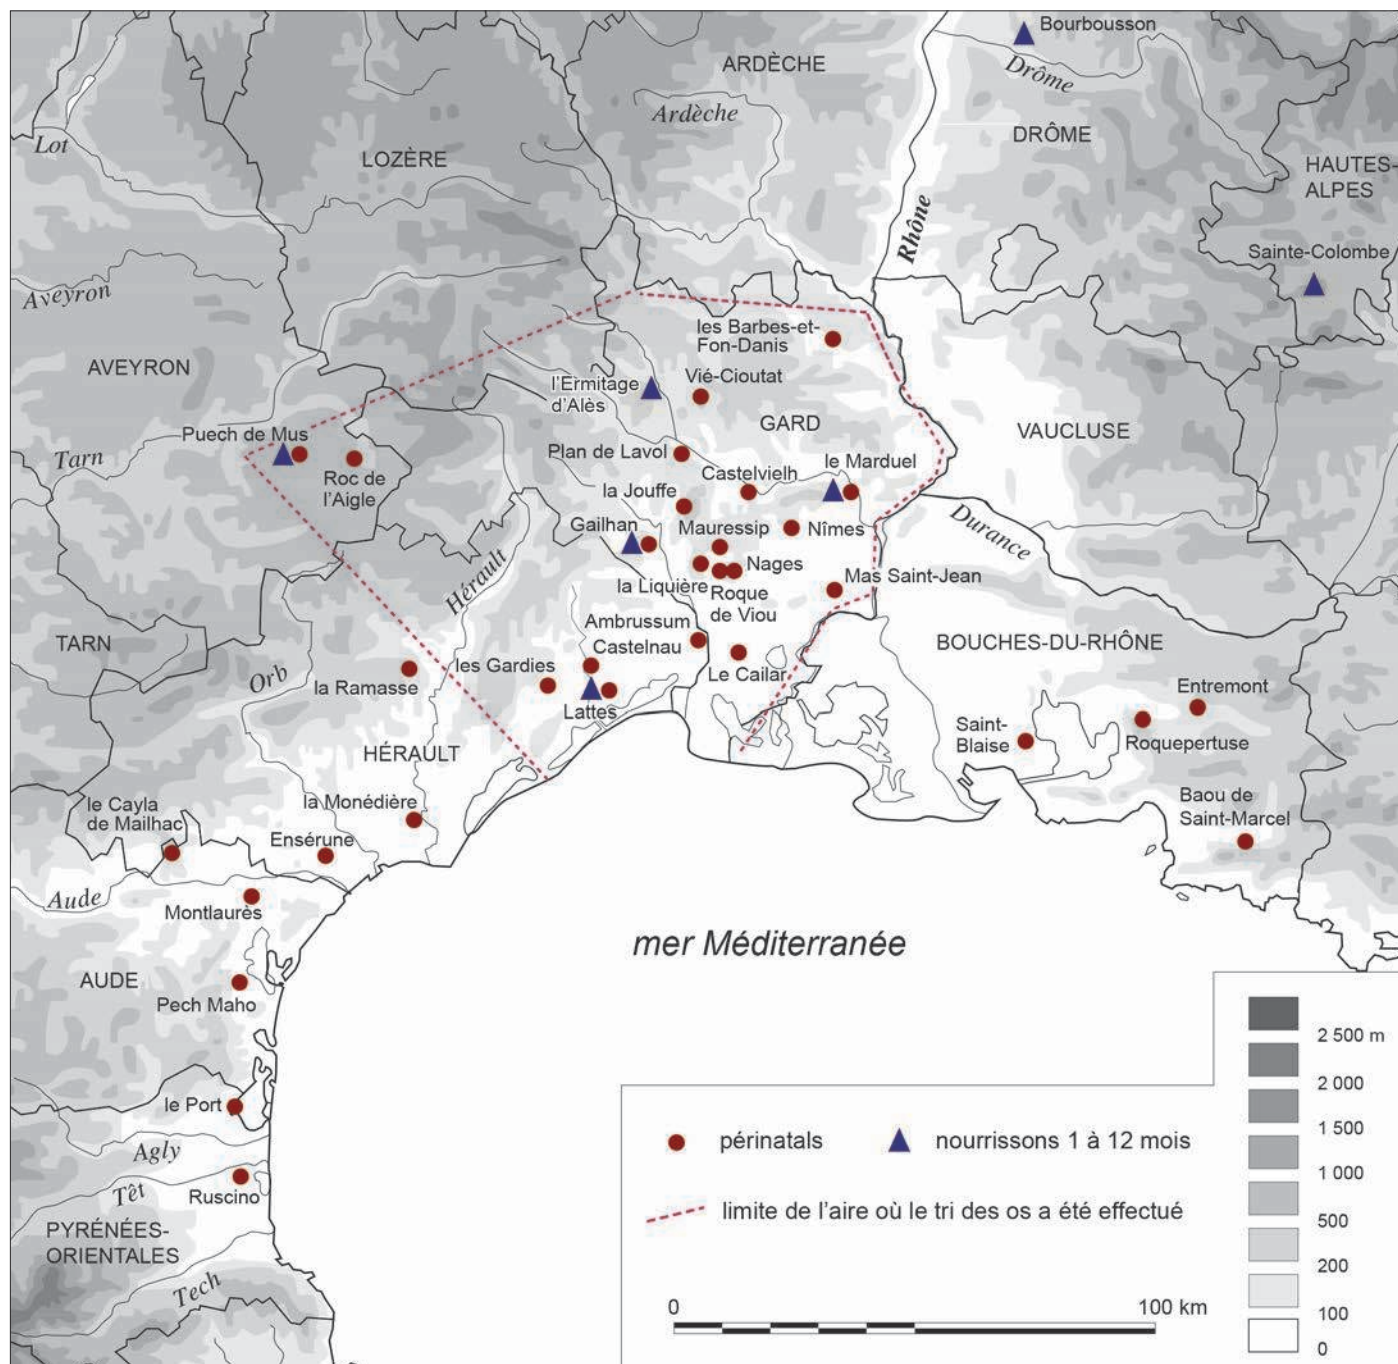 Bourbousson
ARDÈCHE
Drôme
Ardèche
DRÔME
Lot
LOZÈRE
HAUTES-
ALPES
Rhône
Sainte-Colombe
Aveyron
les Barbes-et-
Fon-Danis
AVEYRON
Vié-Cioutat
l'Ermitage
d'Alès
GARD
VAUCLUSE
Puech de Mus
Tarn
Plan de Lavol
Castelvielh
le Marduel
Roc de
l'Aigle
la Jouffe
Gailhan
Mauressip
Nîmes
Durance
Hérault
Nages
la Liquière
Roque
de Viou
Mas Saint-Jean
Ambrussum
TARN
Castelnau
BOUCHES-DU-RHÔNE
Orb
les Gardies
la Ramasse
Le Cailar
Entremont
Lattes
Saint-
Blaise
Roquepertuse
HÉRAULT
la Monédière
le Cayla
de Mailhac
Baou de
Saint-Marcel
Ensérune
Aude
Montlaurès
mer Méditerranée
AUDE
Pech Maho
2 500 m
2 000
1 500
1 000
500
200
100
0
le Port
périnatals
nourrissons 1 à 12 mois
Agly
Têt
Ruscino
limite de l'aire où le tri des os a été effectué
PYRÉNÉES-
ORIENTALES
Tech
0
100 km